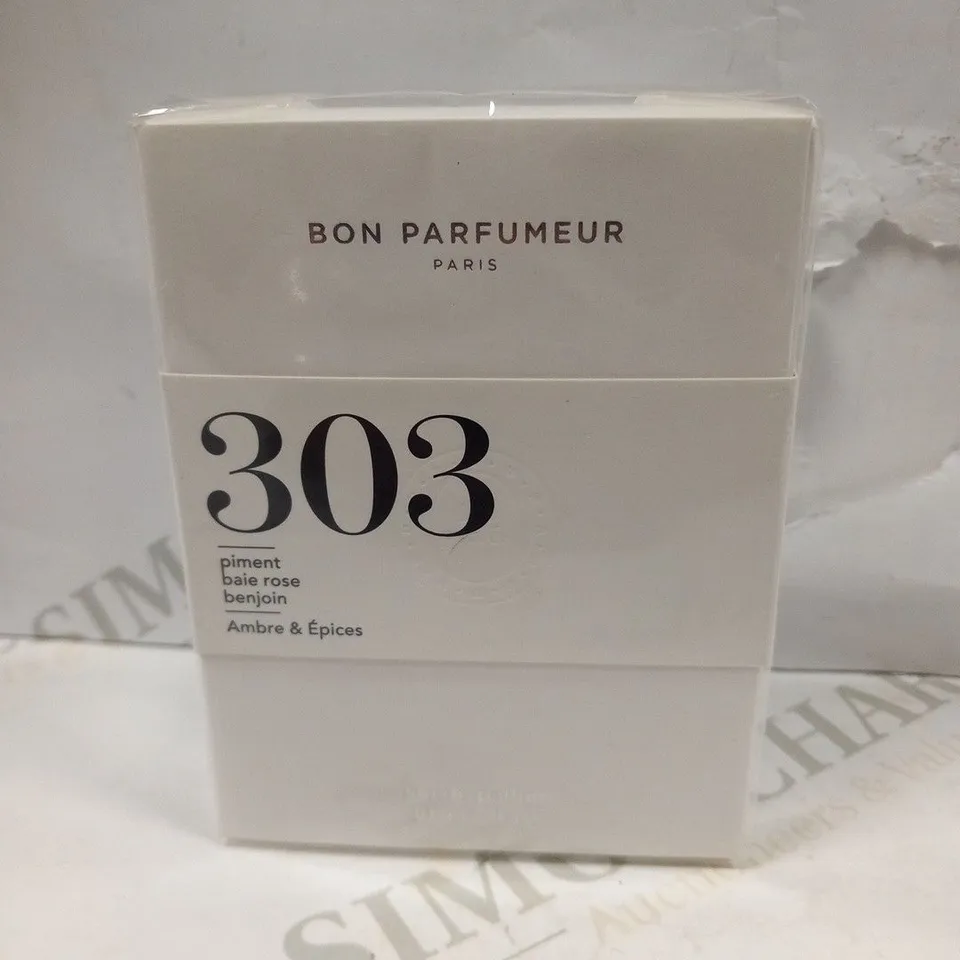 BON PARFUMEUR
PARIS
303
piment
baie rose
benjoin
Ambre & Épices